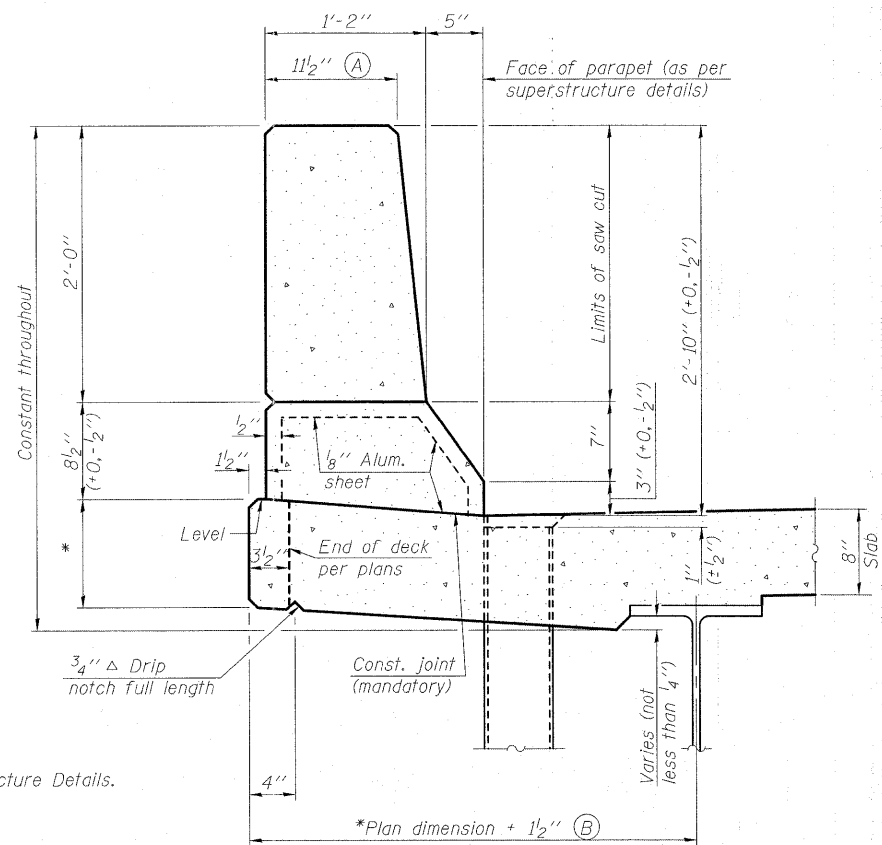 1'-2"
5"
11½" (A)
Face of parapet (as per
superstructure details)
Constant throughout
2'-0"
Limits of saw cut
2'-10" (+0,-½")
8½"
(+0,-½")
½"
1½"
⅛" Alum.
sheet
7"
3" (+0,-½")
Level
*
3½"
End of deck
per plans
1"
(±½")
8"
Slab
¾" Δ Drip
notch full length
Const. joint
(mandatory)
Varies (not
less than ¼")
cture Details.
4"
*Plan dimension + 1½" (B)